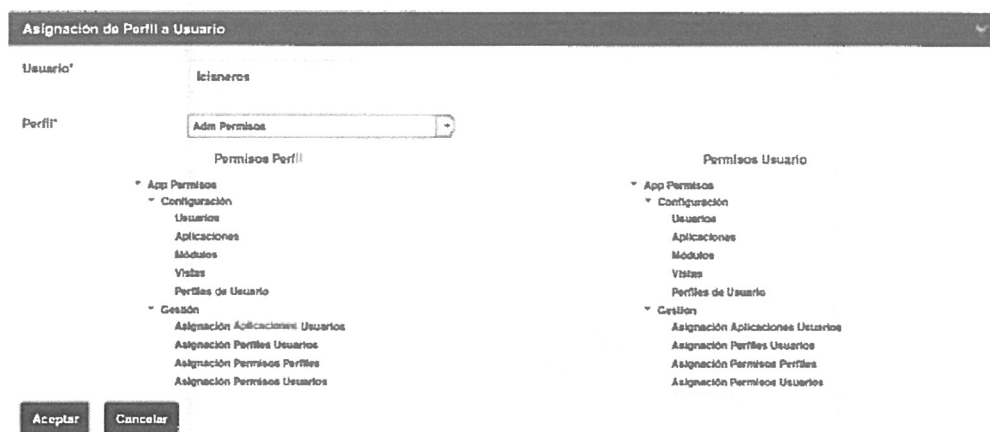 Asignación de Perfil a Usuario
Usuario*
lcisneros
Perfil*
Adm Permisos
Permisos Perfil
App Permisos
Configuración
Usuarios
Aplicaciones
Módulos
Vistas
Perfiles de Usuario
Gestión
Asignación Aplicaciones Usuarios
Asignación Perfiles Usuarios
Asignación Permisos Perfiles
Asignación Permisos Usuarios
Permisos Usuario
App Permisos
Configuración
Usuarios
Aplicaciones
Módulos
Vistas
Perfiles de Usuario
Gestión
Asignación Aplicaciones Usuarios
Asignación Perfiles Usuarios
Asignación Permisos Perfiles
Asignación Permisos Usuarios
Aceptar
Cancelar